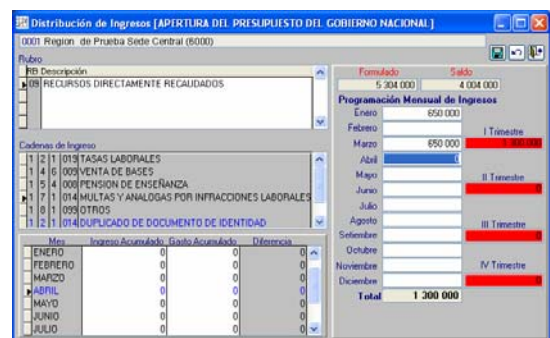 Distribución de Ingresos [APERTURA DEL PRESUPUESTO DEL GOBIERNO NACIONAL]
0001 Region de Prueba Sede Central (6000)
Rubro
RB Descripción
09 RECURSOS DIRECTAMENTE RECAUDADOS
Cadenas de Ingreso
1 2 1 019 TASAS LABORALES
1 4 6 009 VENTA DE BASES
1 5 4 008 PENSION DE ENSEÑANZA
1 7 1 014 MULTAS Y ANALOGAS POR INFRACCIONES LABORALES
1 8 1 099 OTROS
1 2 1 014 DUPLICADO DE DOCUMENTO DE IDENTIDAD
Mes Ingreso Acumulado Gasto Acumulado Diferencia
ENERO 0 0 0
FEBRERO 0 0 0
MARZO 0 0 0
ABRIL 0 0 0
MAYO 0 0 0
JUNIO 0 0 0
JULIO 0 0 0
Formulado Saldo
5 304 000 4 004 000
Programación Mensual de Ingresos
Enero 650 000
Febrero I Trimestre
Marzo 650 000 1 300 000
Abril 0
Mayo II Trimestre
Junio
Julio
Agosto III Trimestre
Setiembre
Octubre
Noviembre IV Trimestre
Diciembre
Total 1 300 000